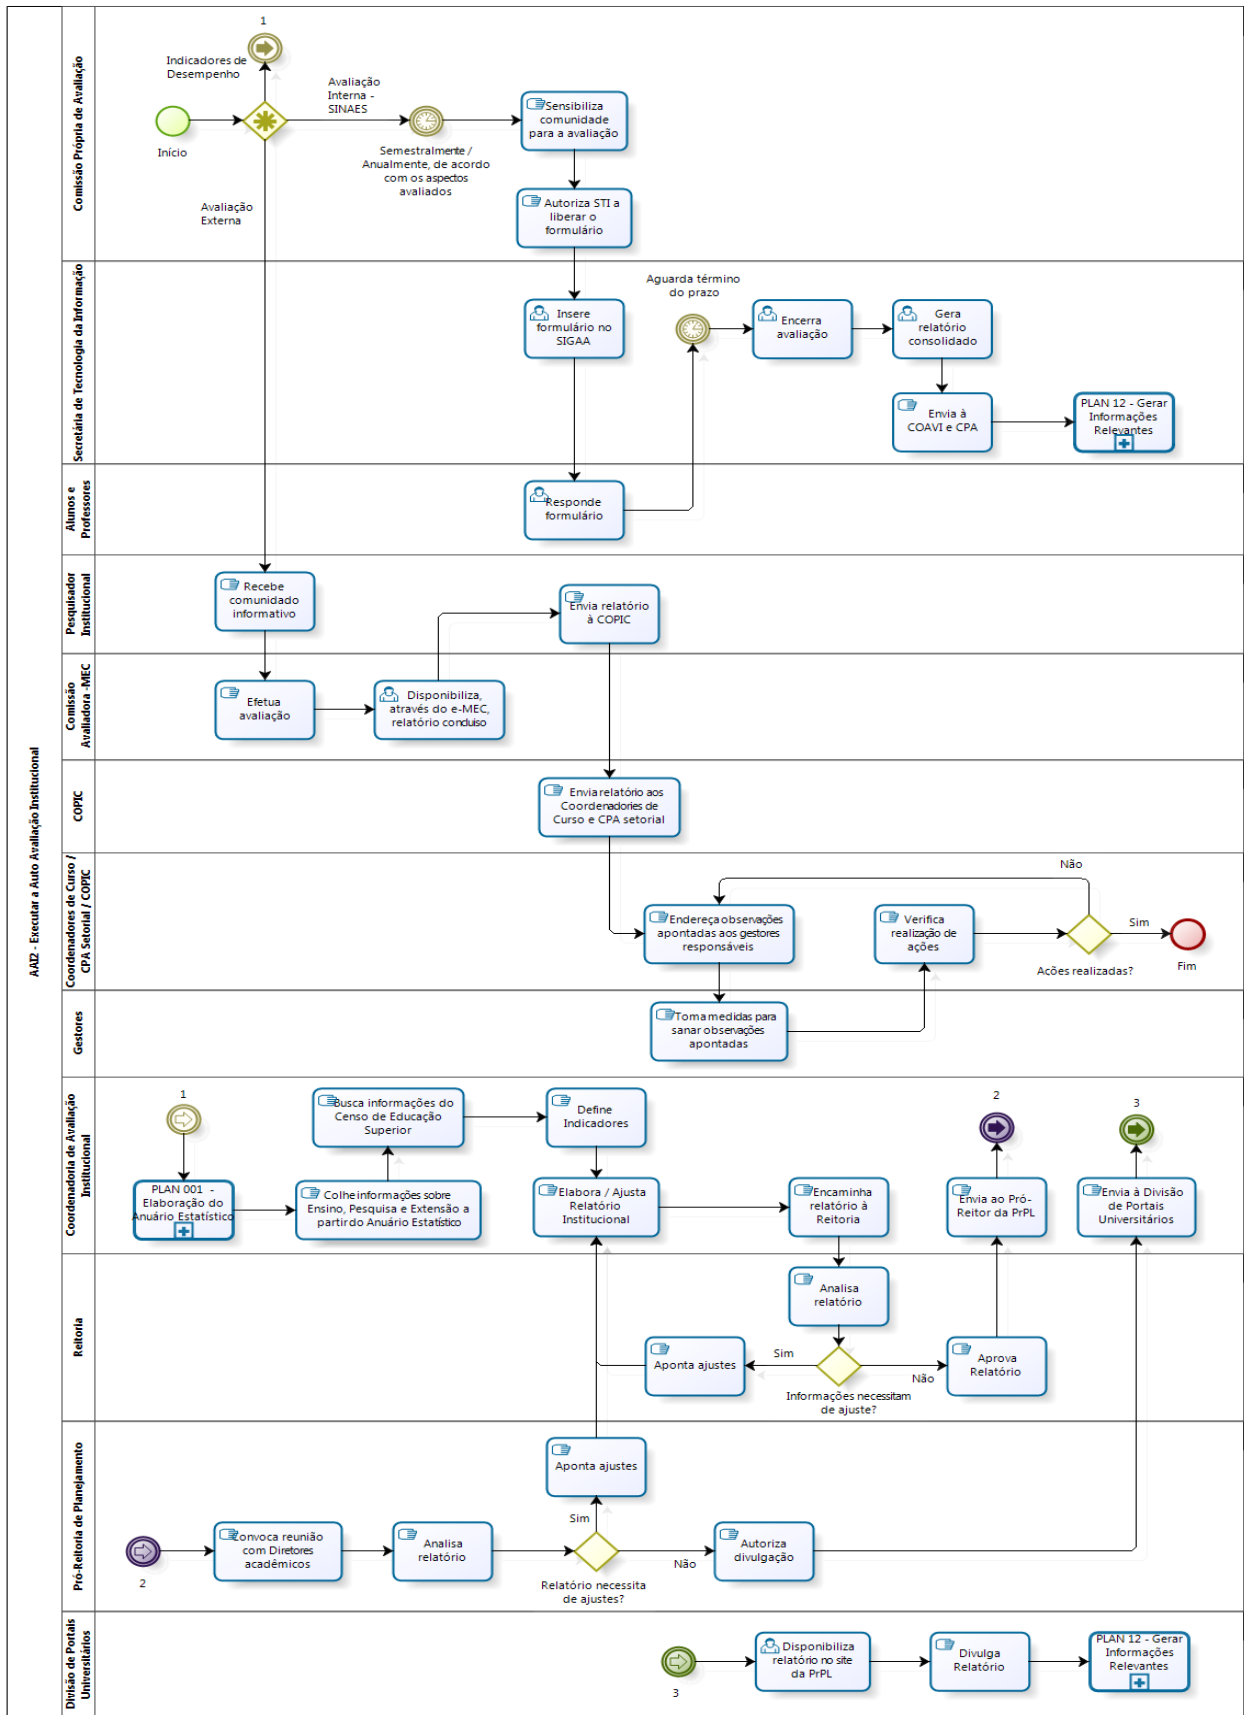 AAI2 - Executar a Auto Avaliação Institucional
Comissão Própria de Avaliação
1
Indicadores de
Desempenho
Início
Avaliação
Interna -
SINAES
Semestralmente /
Anualmente, de acordo
com os aspectos
avaliados
Sensibiliza
comunidade
para a avaliação
Autoriza STI a
liberar o
formulário
Avaliação
Externa
Secretária de Tecnologia da Informação
Insere
formulário no
SIGAA
Aguarda término
do prazo
Encerra
avaliação
Gera
relatório
consolidado
Envia à
COAVI e CPA
PLAN 12 - Gerar
Informações
Relevantes
Alunos e
Professores
Responde
formulário
Pesquisador
Institucional
Recebe
comunidado
informativo
Envia relatório
à COPIC
Comissão
Avaliadora -MEC
Efetua
avaliação
Disponibiliza,
através do e-MEC,
relatório conduiso
COPIC
Envia relatório aos
Coordenadories de
Curso e CPA setorial
Coordenadores de Curso /
CPA Setorial / COPIC
Endereça observações
apontadas aos gestores
responsáveis
Verifica
realização de
ações
Não
Sim
Ações realizadas?
Fim
Gestores
Toma medidas para
sanar observações
apontadas
Coordenadoria de Avaliação
Institucional
1
PLAN 001 -
Elaboração do
Anuário Estatístico
Busca informações do
Censo de Educação
Superior
Colhe informações sobre
Ensino, Pesquisa e Extensão a
partir do Anuário Estatístico
Define
Indicadores
Elabora / Ajusta
Relatório
Institucional
Encaminha
relatório à
Reitoria
2
Envia ao Pró-
Reitor da PrPL
3
Envia à Divisão
de Portais
Universitários
Reitoria
Analisa
relatório
Aponta ajustes
Sim
Não
Informações necessitam
de ajuste?
Aprova
Relatório
Pró-Reitoria de Planejamento
2
Convoca reunião
com Diretores
acadêmicos
Analisa
relatório
Aponta ajustes
Sim
Não
Relatório necessita
de ajustes?
Autoriza
divulgação
Divisão de Portais
Universitários
3
Disponibiliza
relatório no site
da PrPL
Divulga
Relatório
PLAN 12 - Gerar
Informações
Relevantes